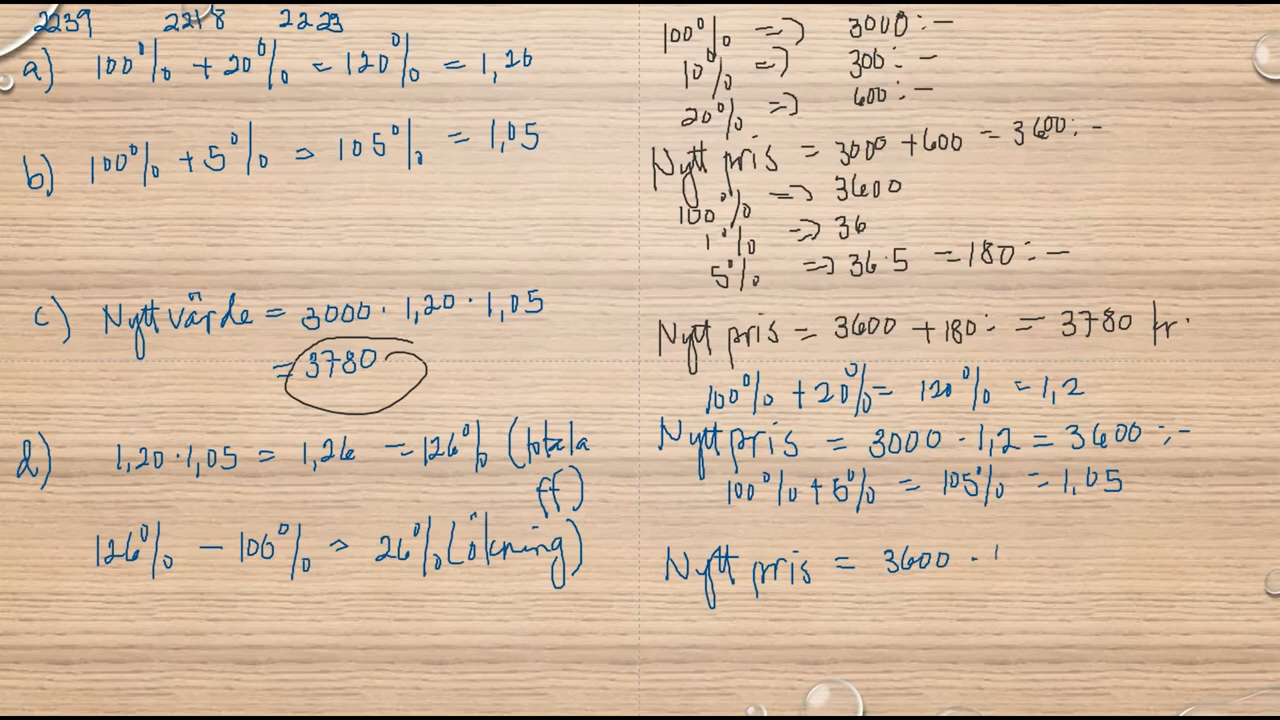 2239 2218 2223
a) 100% + 20% = 120% = 1,20
b) 100% + 5% = 105% = 1,05
c) Nytt värde = 3000 · 1,20 · 1,05
= 3780
d) 1,20 · 1,05 = 1,26 = 126% (totala
ff)
126% - 100% = 26% (ökning)
100% => 3000:-
10% => 300:-
20% => 600:-
Nytt pris = 3000 + 600 = 3600:-
100% => 3600
1% => 36
5% => 36·5 = 180:-
Nytt pris = 3600 + 180: = 3780 kr.
100% + 20% = 120% = 1,2
Nytt pris = 3000 · 1,2 = 3600:-
100% + 5% = 105% = 1,05
Nytt pris = 3600 · 1